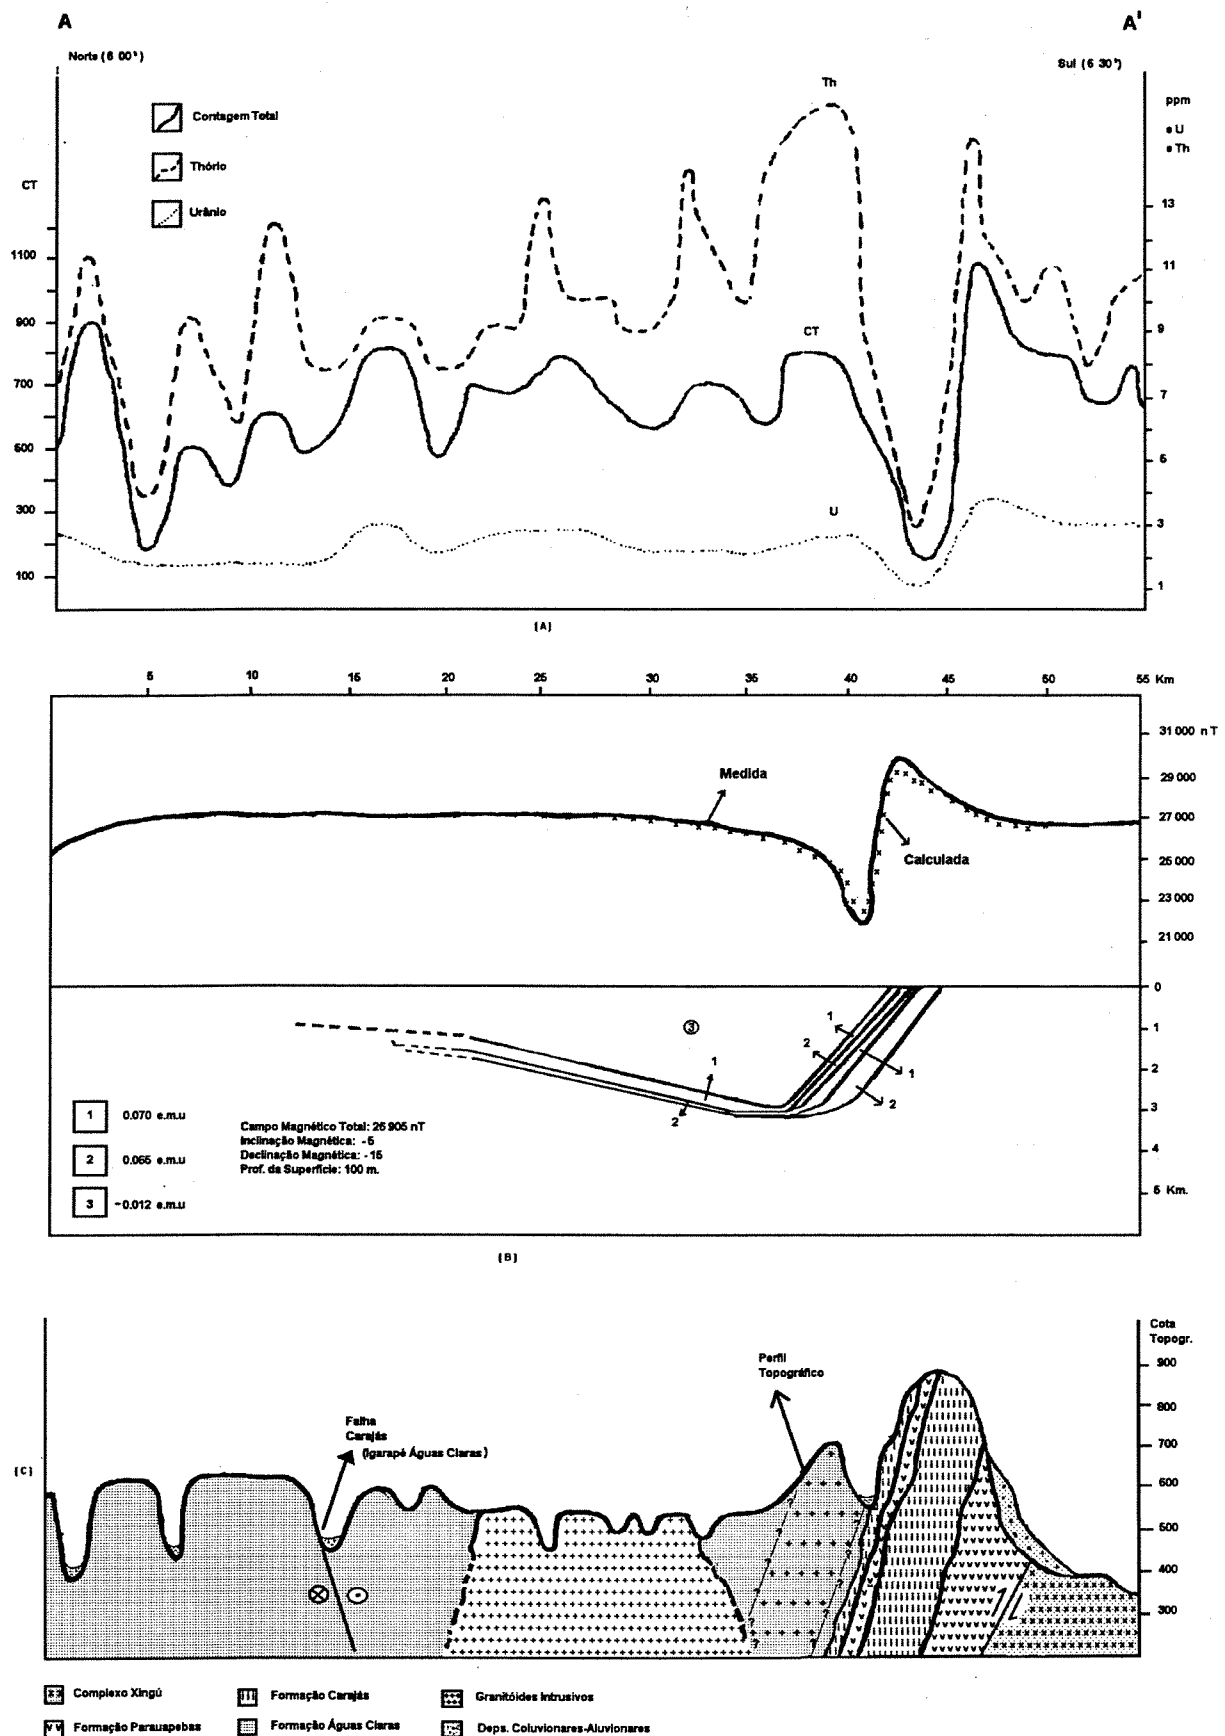 A
A'
Norte (6 00')
Sul (6 30')
Th
ppm
e U
e Th
Contagem Total
Thório
Urânio
CT
1100
900
700
500
300
100
13
11
9
7
5
3
1
CT
U
(A)
5
10
15
20
25
30
35
40
45
50
55 Km
31 000 n T
29 000
27 000
25 000
23 000
21 000
Medida
Calculada
0
1
2
3
4
5 Km.
3
1
2
1
2
1
2
1 0.070 e.m.u
2 0.065 e.m.u
3 -0.012 e.m.u
Campo Magnético Total: 26 905 nT
Inclinação Magnética: - 5
Declinação Magnética: - 15
Prof. da Superfície: 100 m.
(B)
Cota
Topogr.
900
800
700
600
500
400
300
Perfil
Topográfico
Falha
Carajás
(Igarapé Águas Claras)
(C)
Complexo Xingú
Formação Carajás
Granitóides Intrusivos
Formação Parauapebas
Formação Águas Claras
Deps. Coluvionares-Aluvionares